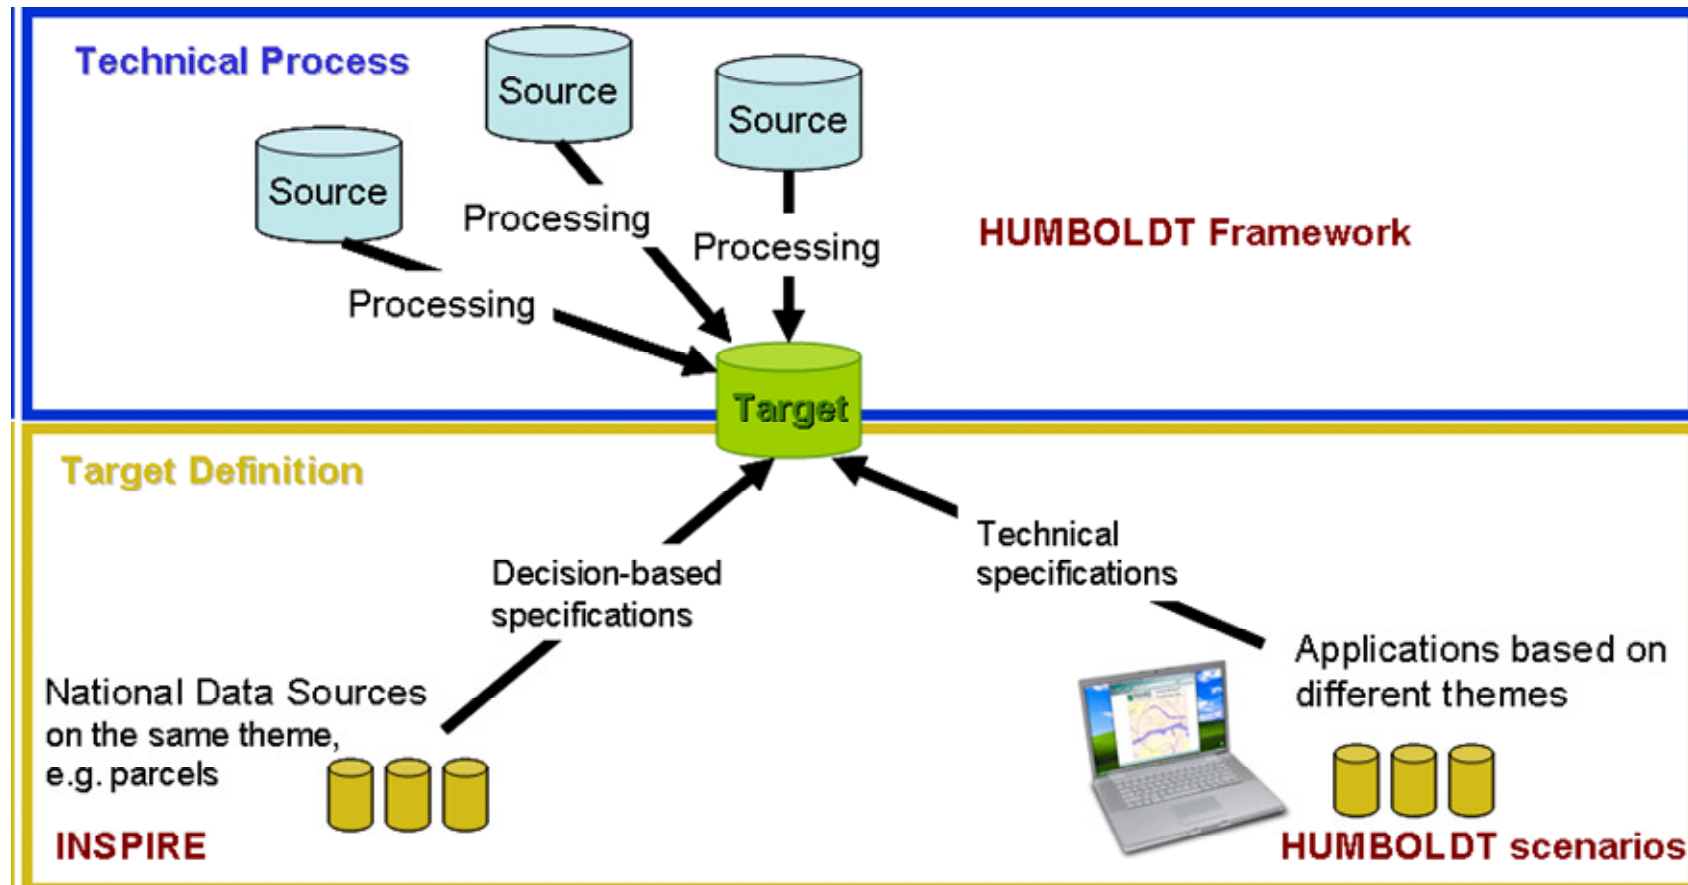 Technical Process
Source
Source
Source
Processing
Processing
Processing
HUMBOLDT Framework
Target
Target Definition
Decision-based
specifications
Technical
specifications
National Data Sources
on the same theme,
e.g. parcels
INSPIRE
Applications based on
different themes
HUMBOLDT scenarios